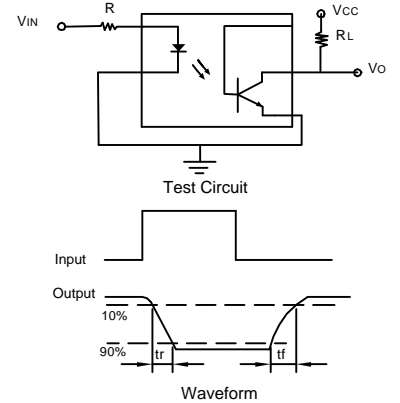 R
VIN
VCC
RL
VO
Test Circuit
Input
Output
10%
90%
tr
tf
Waveform